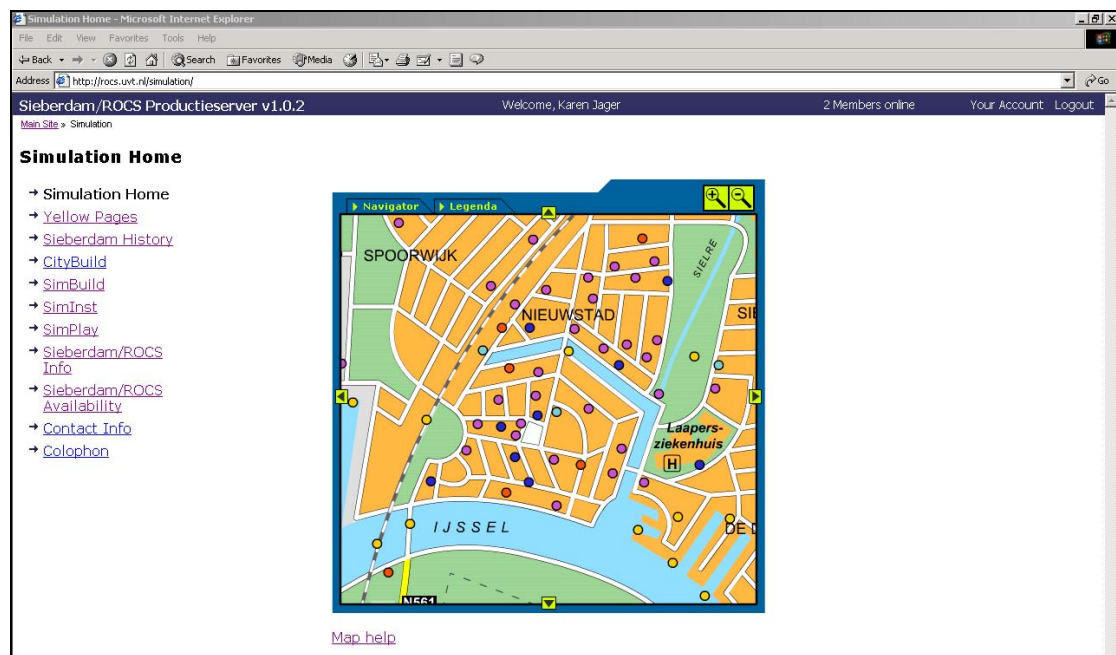 Simulation Home - Microsoft Internet Explorer
File Edit View Favorites Tools Help
Back Search Favorites Media
Address http://rocs.uvt.nl/simulation/ Go
Sieberdam/ROCS Productieserver v1.0.2 Welcome, Karen Jager 2 Members online Your Account Logout
Main Site » Simulation
Simulation Home
Simulation Home
Yellow Pages
Sieberdam History
CityBuild
SimBuild
SimInst
SimPlay
Sieberdam/ROCS
Info
Sieberdam/ROCS
Availability
Contact Info
Colophon
Navigator Legenda
SPOORWIJK
SIELRE
NIEUWSTAD
SIE
Laapers-
ziekenhuis
H
IJSSEL
DE D
N561
Map help